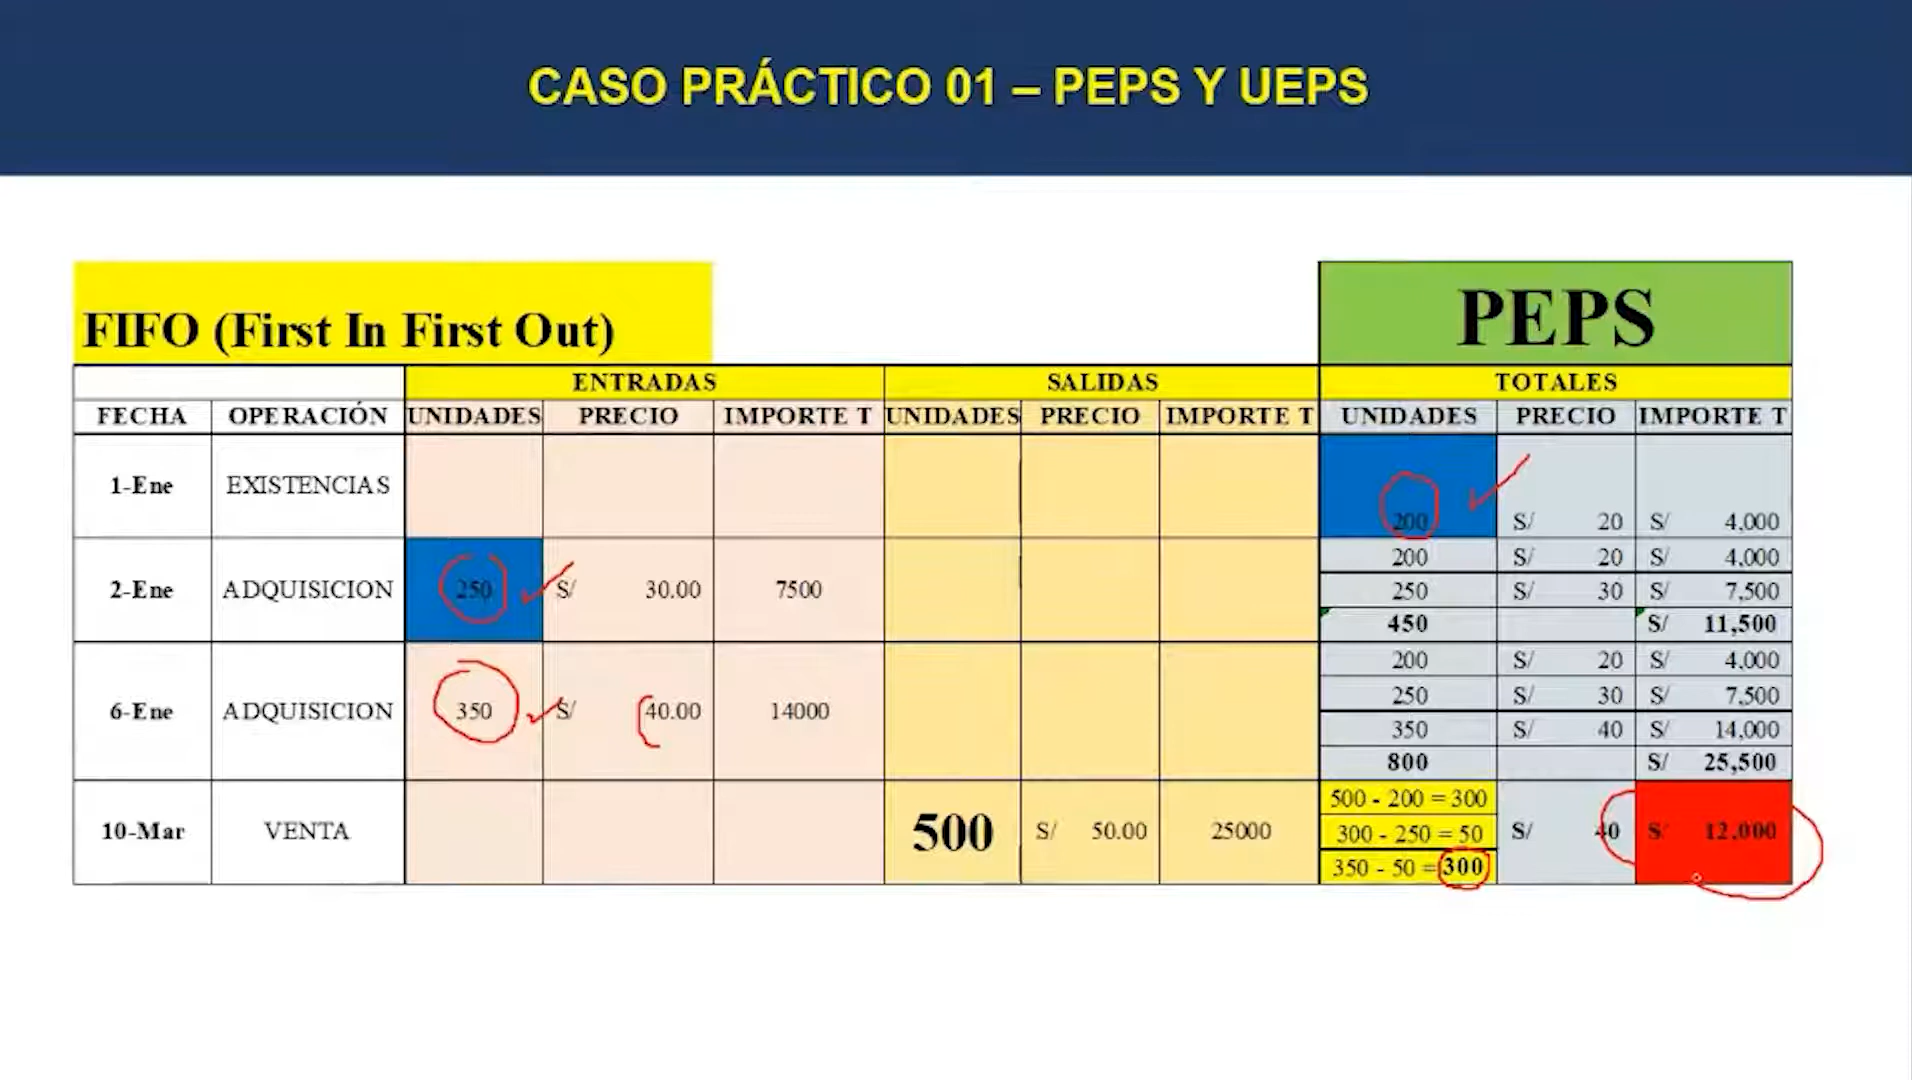 CASO PRÁCTICO 01 – PEPS Y UEPS
FIFO (First In First Out)
PEPS
ENTRADAS SALIDAS TOTALES
FECHA OPERACIÓN UNIDADES PRECIO IMPORTE T UNIDADES PRECIO IMPORTE T UNIDADES PRECIO IMPORTE T
1-Ene EXISTENCIAS 200 S/ 20 S/ 4,000
200 S/ 20 S/ 4,000
2-Ene ADQUISICION 250 S/ 30.00 7500 250 S/ 30 S/ 7,500
450 S/ 11,500
200 S/ 20 S/ 4,000
250 S/ 30 S/ 7,500
6-Ene ADQUISICION 350 S/ 40.00 14000 350 S/ 40 S/ 14,000
800 S/ 25,500
500 - 200 = 300
10-Mar VENTA 500 S/ 50.00 25000 300 - 250 = 50 S/ 40 S/ 12.000
350 - 50 = 300